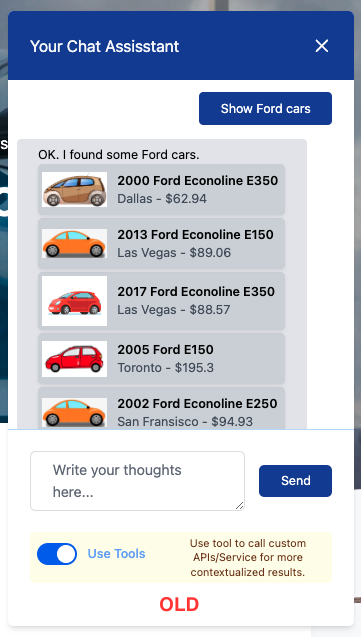 Your Chat Assisstant
Show Ford cars
OK. I found some Ford cars.
2000 Ford Econoline E350
Dallas - $62.94
2013 Ford Econoline E150
Las Vegas - $89.06
2017 Ford Econoline E350
Las Vegas - $88.57
2005 Ford E150
Toronto - $195.3
2002 Ford Econoline E250
San Fransisco - $94.93
Write your thoughts
here...
Send
Use Tools
Use tool to call custom
APIs/Service for more
contextualized results.
OLD